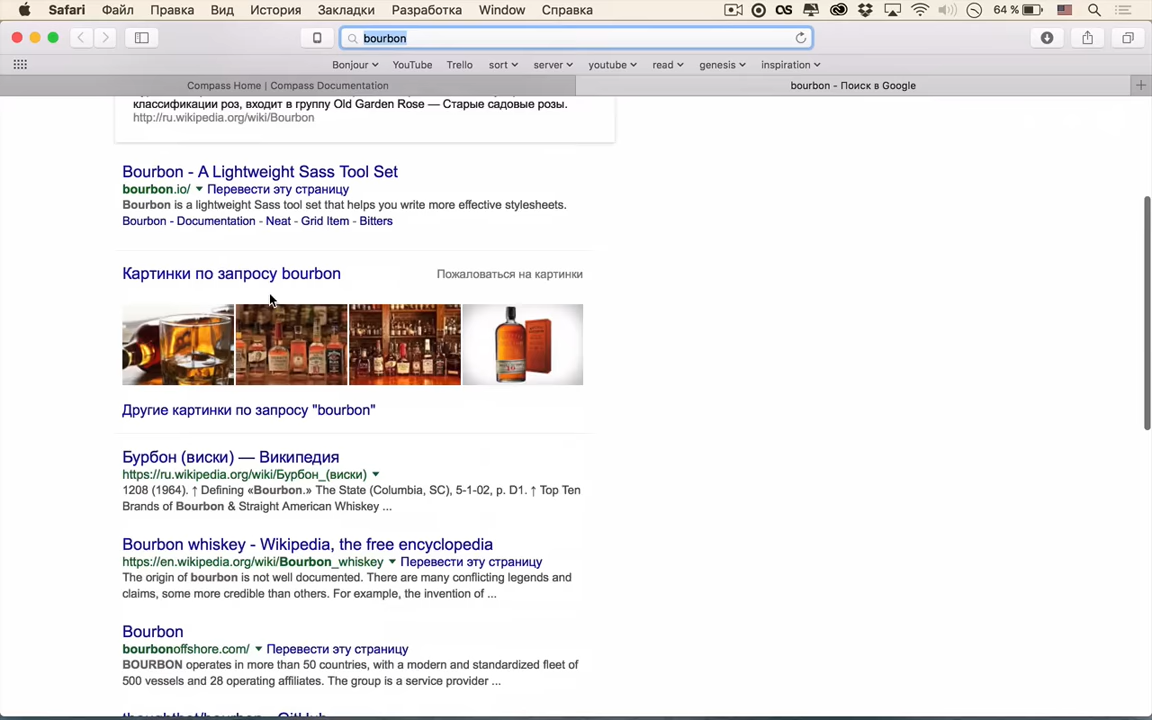 Safari Файл Правка Вид История Закладки Разработка Window Справка 64 %
bourbon
Bonjour YouTube Trello sort server youtube read genesis inspiration
Compass Home | Compass Documentation bourbon - Поиск в Google
классификации роз, входит в группу Old Garden Rose — Старые садовые розы.
http://ru.wikipedia.org/wiki/Bourbon
Bourbon - A Lightweight Sass Tool Set
bourbon.io/ Перевести эту страницу
Bourbon is a lightweight Sass tool set that helps you write more effective stylesheets.
Bourbon - Documentation - Neat - Grid Item - Bitters
Картинки по запросу bourbon Пожаловаться на картинки
Другие картинки по запросу "bourbon"
Бурбон (виски) — Википедия
https://ru.wikipedia.org/wiki/Бурбон_(виски)
1208 (1964). ↑ Defining «Bourbon.» The State (Columbia, SC), 5-1-02, p. D1. ↑ Top Ten
Brands of Bourbon & Straight American Whiskey ...
Bourbon whiskey - Wikipedia, the free encyclopedia
https://en.wikipedia.org/wiki/Bourbon_whiskey Перевести эту страницу
The origin of bourbon is not well documented. There are many conflicting legends and
claims, some more credible than others. For example, the invention of ...
Bourbon
bourbonoffshore.com/ Перевести эту страницу
BOURBON operates in more than 50 countries, with a modern and standardized fleet of
500 vessels and 28 operating affiliates. The group is a service provider ...
thoughtbot/bourbon - GitHub